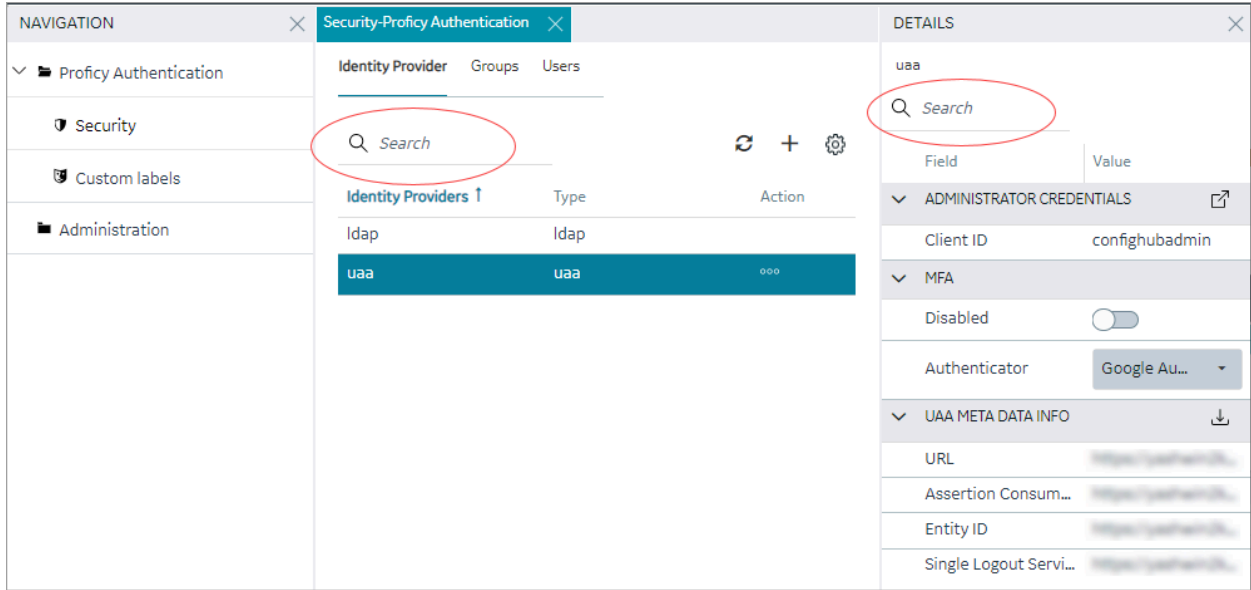 NAVIGATION
Proficy Authentication
Security
Custom labels
Administration
Security-Proficy Authentication
Identity Provider Groups Users
Search
Identity Providers ↑ Type Action
ldap ldap
uaa uaa
DETAILS
uaa
Search
Field Value
ADMINISTRATOR CREDENTIALS
Client ID confighubadmin
MFA
Disabled
Authenticator Google Au...
UAA META DATA INFO
URL
Assertion Consum...
Entity ID
Single Logout Servi...